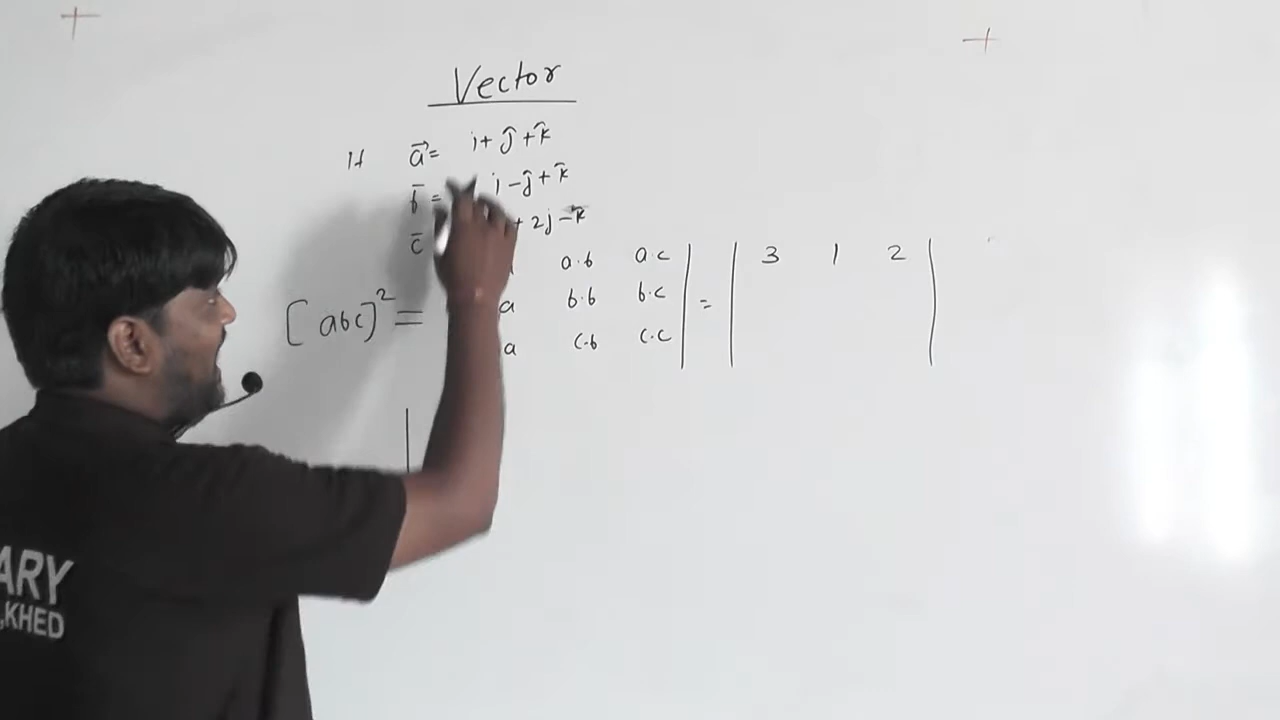 Vector
If a⃗ = i + ĵ + k̂
b̄ = i - ĵ + k̂
c̄ + 2j - k̂
a·b a·c | = | 3 1 2 |
[abc]² = a b·b b·c
a c·b c·c
ARY
,KHED